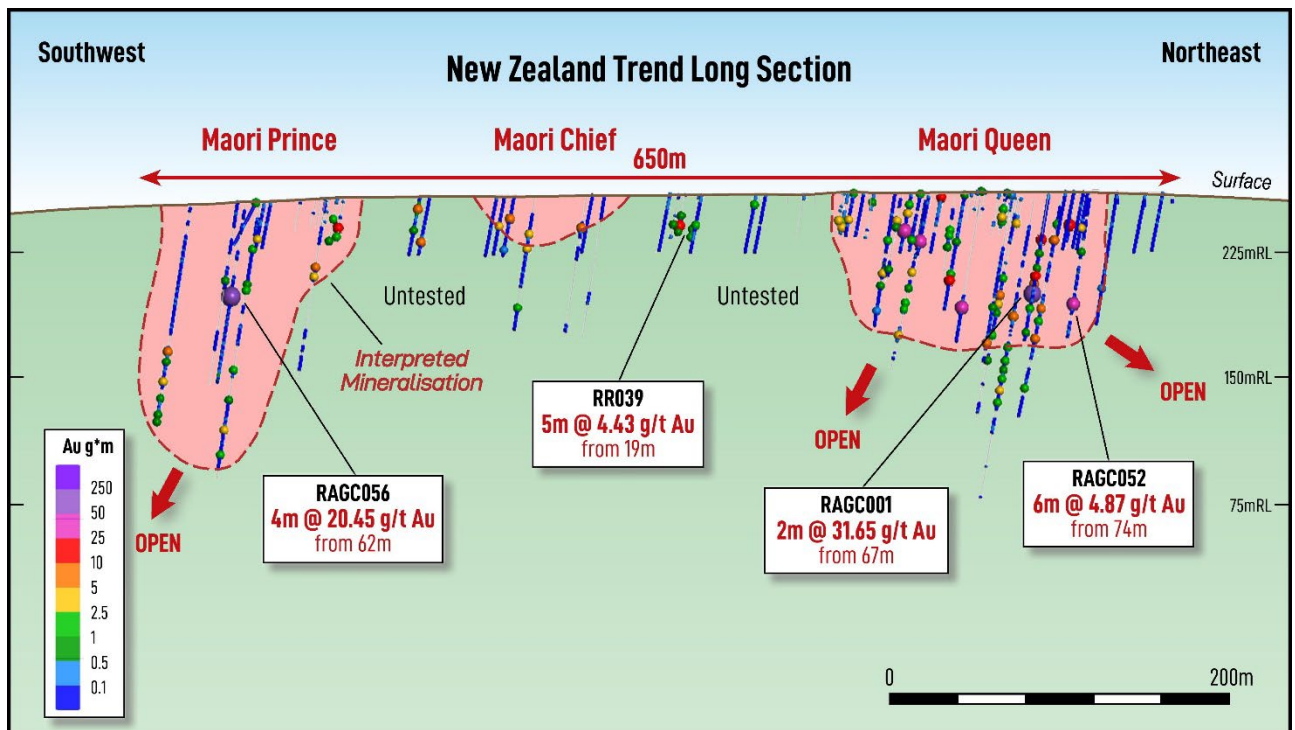 Southwest
Northeast
New Zealand Trend Long Section
Maori Prince
Maori Chief
Maori Queen
650m
Surface
225mRL
Untested
Untested
Interpreted
Mineralisation
150mRL
OPEN
OPEN
RR039
5m @ 4.43 g/t Au
from 19m
Au g*m
250
50
25
10
5
2.5
1
0.5
0.1
OPEN
RAGC056
4m @ 20.45 g/t Au
from 62m
RAGC001
2m @ 31.65 g/t Au
from 67m
RAGC052
6m @ 4.87 g/t Au
from 74m
75mRL
0
200m